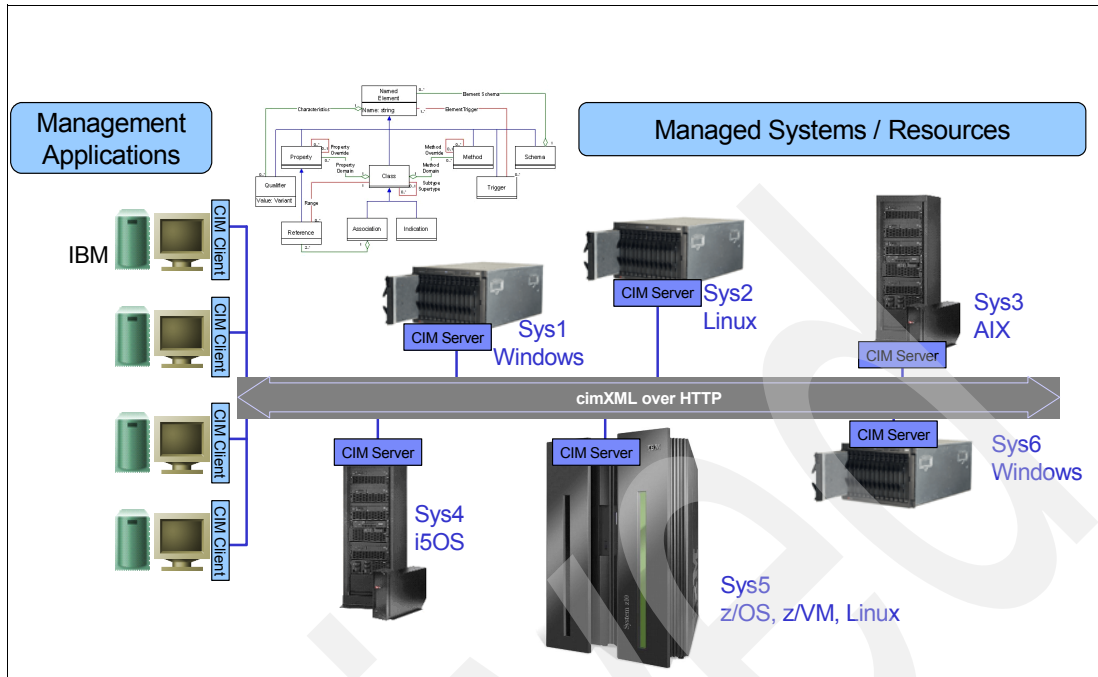 Management
Applications
Managed Systems / Resources
Named
Element
Name: string
Characteristics
Element Schema
Element Trigger
Property
Property
Override
Property
Domain
Method
Override
Method
Domain
Method
Schema
Class
Qualifier
Value: Variant
Trigger
Subtype
Supertype
Range
Reference
Association
Indication
IBM
CIM Client
CIM Client
CIM Client
CIM Client
CIM Server
Sys1
Windows
CIM Server
Sys2
Linux
CIM Server
Sys3
AIX
cimXML over HTTP
CIM Server
Sys4
i5OS
CIM Server
System z10
Sys5
z/OS, z/VM, Linux
CIM Server
Sys6
Windows